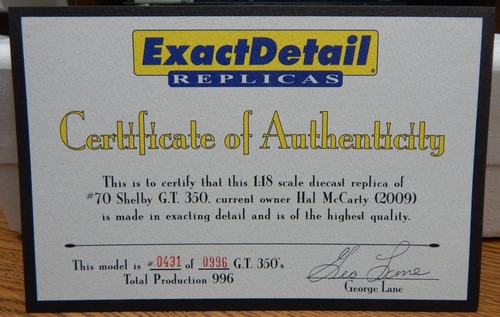 ExactDetail
REPLICAS
Certificate of Authenticity
This is to certify that this 1:18 scale diecast replica of
#70 Shelby G.T. 350, current owner Hal McCarty (2009)
is made in exacting detail and is of the highest quality.
This model is #0431 of 0996 G.T. 350's
Total Production 996
Geo Lane
George Lane